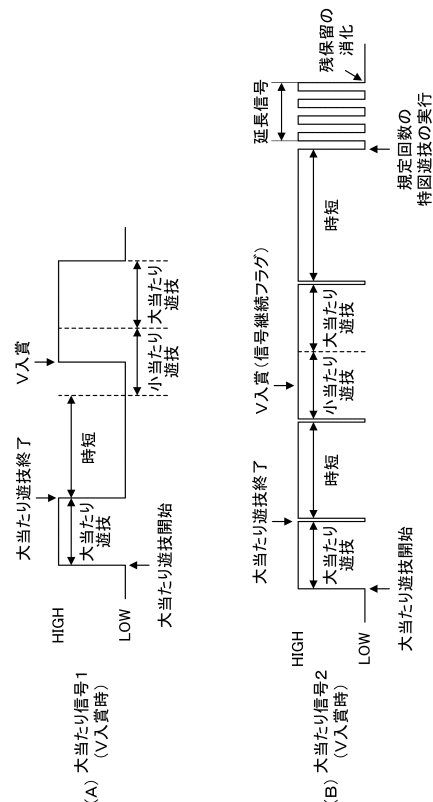 (A) 大当たり信号1
(V入賞時)
HIGH
LOW
大当たり遊技開始
大当たり
遊技
大当たり遊技終了
時短
V入賞
小当たり
遊技
大当たり
遊技
(B) 大当たり信号2
(V入賞時)
HIGH
LOW
大当たり遊技開始
大当たり
遊技
大当たり遊技終了
時短
V入賞(信号継続フラグ)
小当たり
遊技
大当たり
遊技
時短
規定回数の
特図遊技の実行
延長信号
残保留の
消化